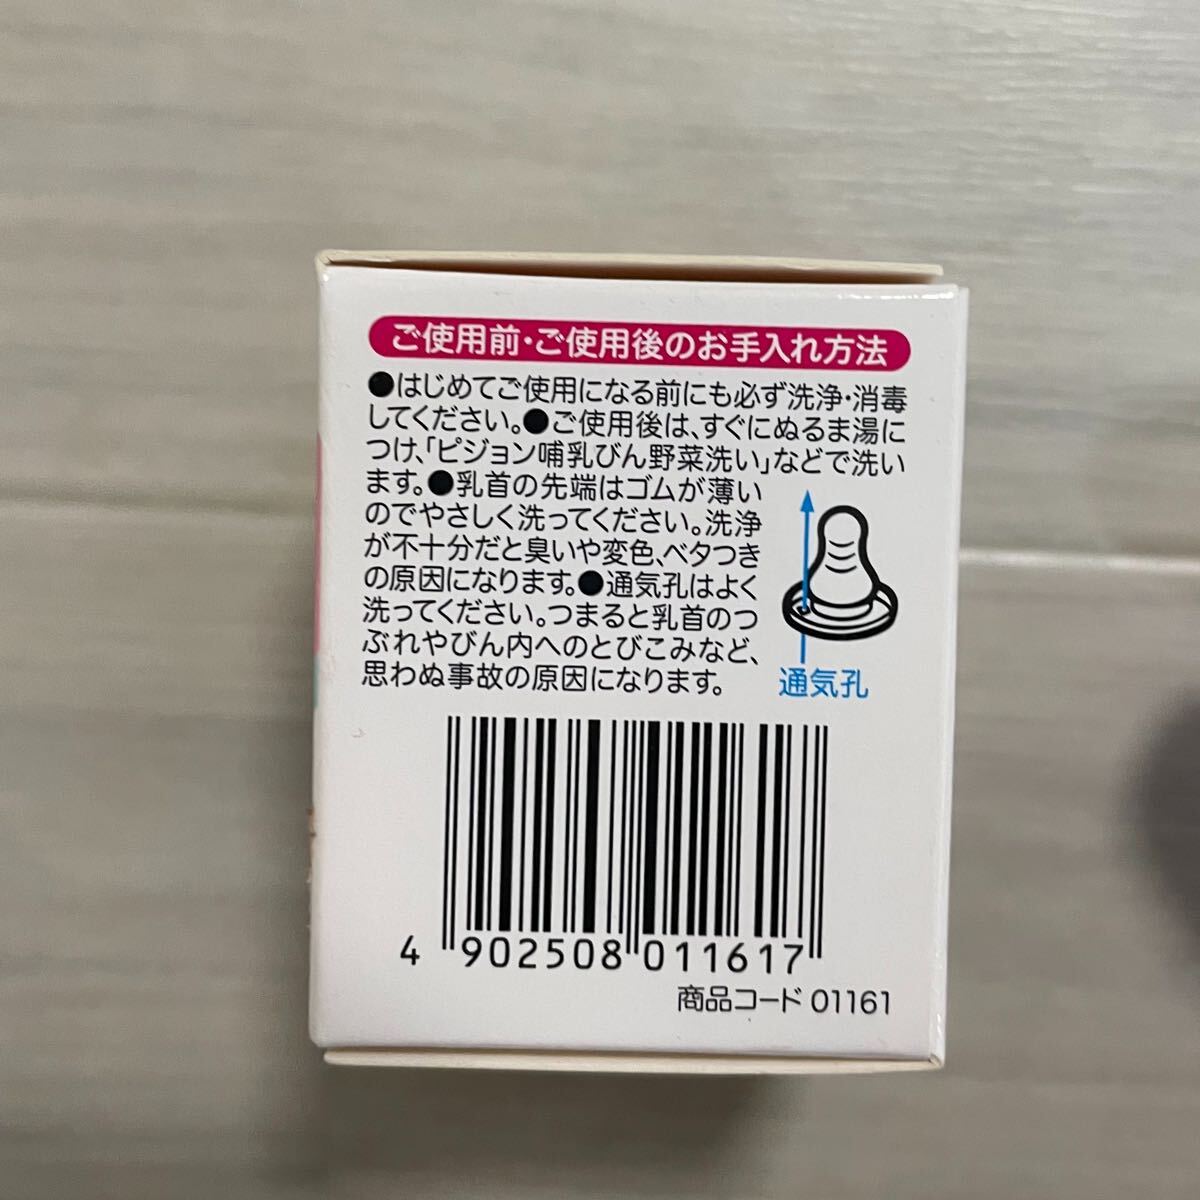 ご使用前・ご使用後のお手入れ方法
●はじめてご使用になる前にも必ず洗浄・消毒
してください。●ご使用後は、すぐにぬるま湯に
つけ、「ピジョン哺乳びん野菜洗い」などで洗い
ます。●乳首の先端はゴムが薄い
のでやさしく洗ってください。洗浄
が不十分だと臭いや変色、ベタつき
の原因になります。●通気孔はよく
洗ってください。つまると乳首のつ
ぶれやびん内へのとびこみなど、
思わぬ事故の原因になります。
通気孔
4 902508 011617
商品コード 01161